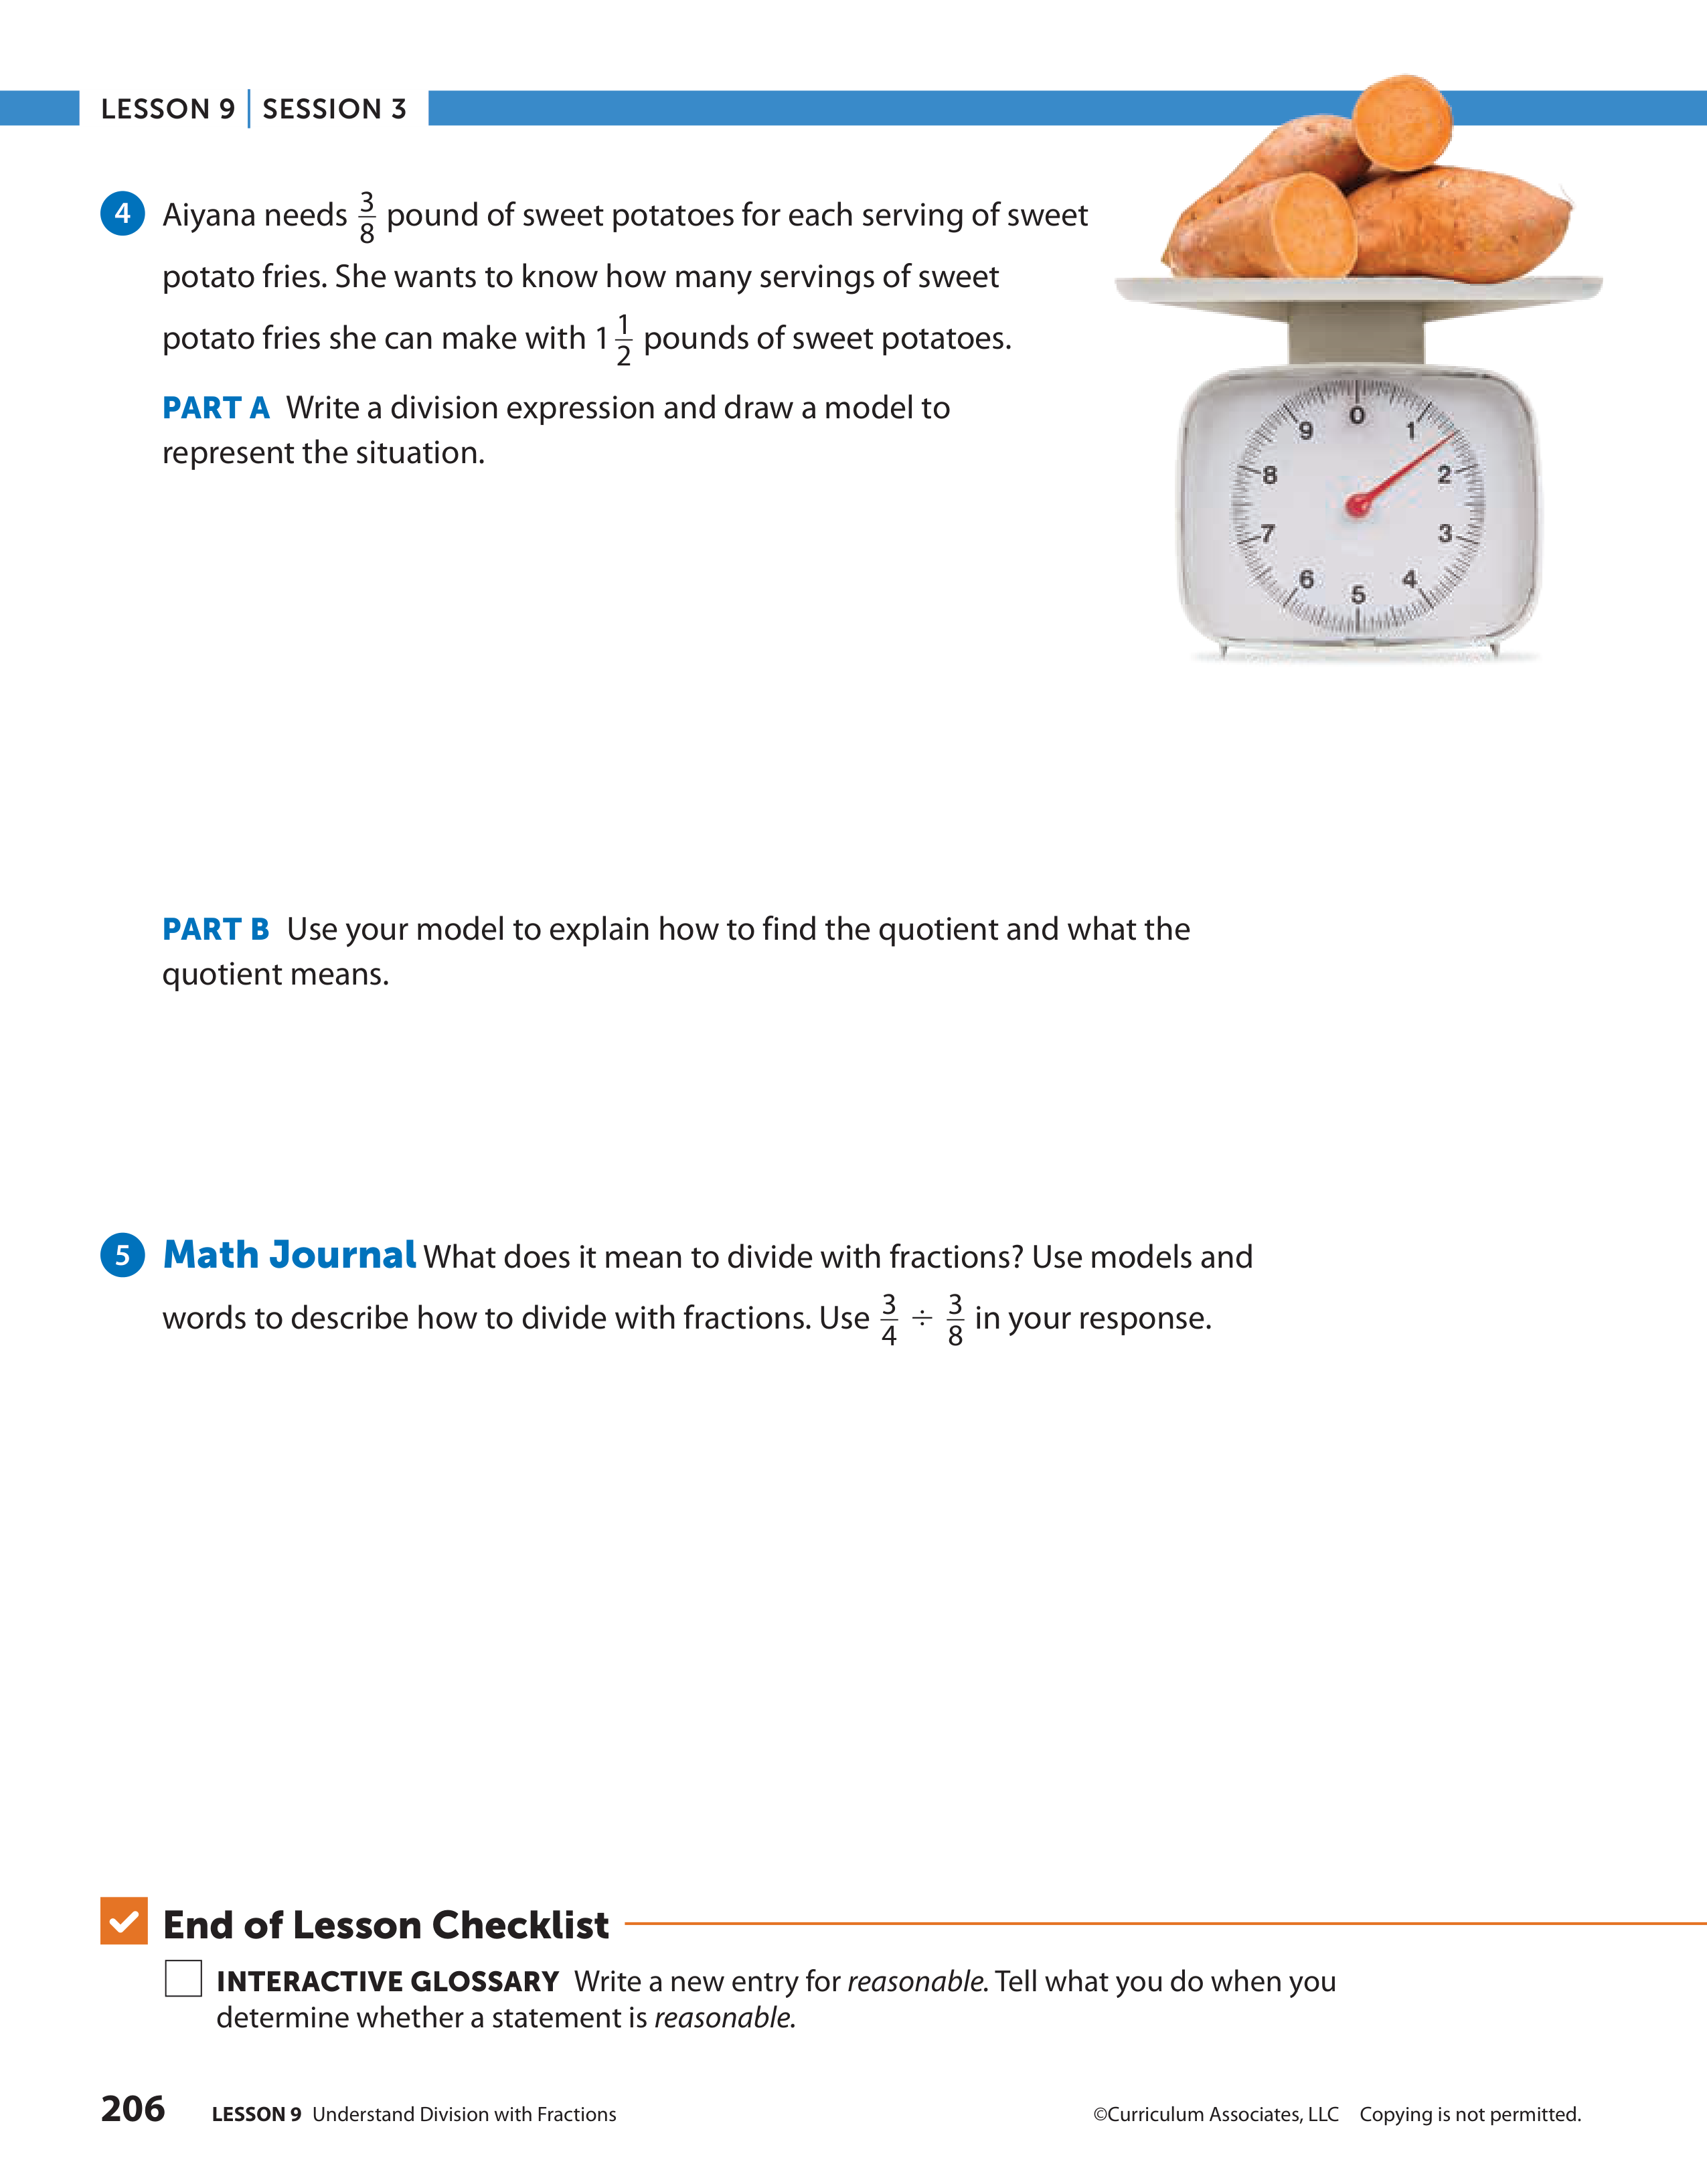 LESSON 9 | SESSION 3
4 Aiyana needs 3/8 pound of sweet potatoes for each serving of sweet
potato fries. She wants to know how many servings of sweet
potato fries she can make with 1 1/2 pounds of sweet potatoes.
PART A Write a division expression and draw a model to
represent the situation.
0
1
2
3
4
5
6
7
8
9
PART B Use your model to explain how to find the quotient and what the
quotient means.
5 Math Journal What does it mean to divide with fractions? Use models and
words to describe how to divide with fractions. Use 3/4 ÷ 3/8 in your response.
End of Lesson Checklist
INTERACTIVE GLOSSARY Write a new entry for reasonable. Tell what you do when you
determine whether a statement is reasonable.
206 LESSON 9 Understand Division with Fractions ©Curriculum Associates, LLC Copying is not permitted.